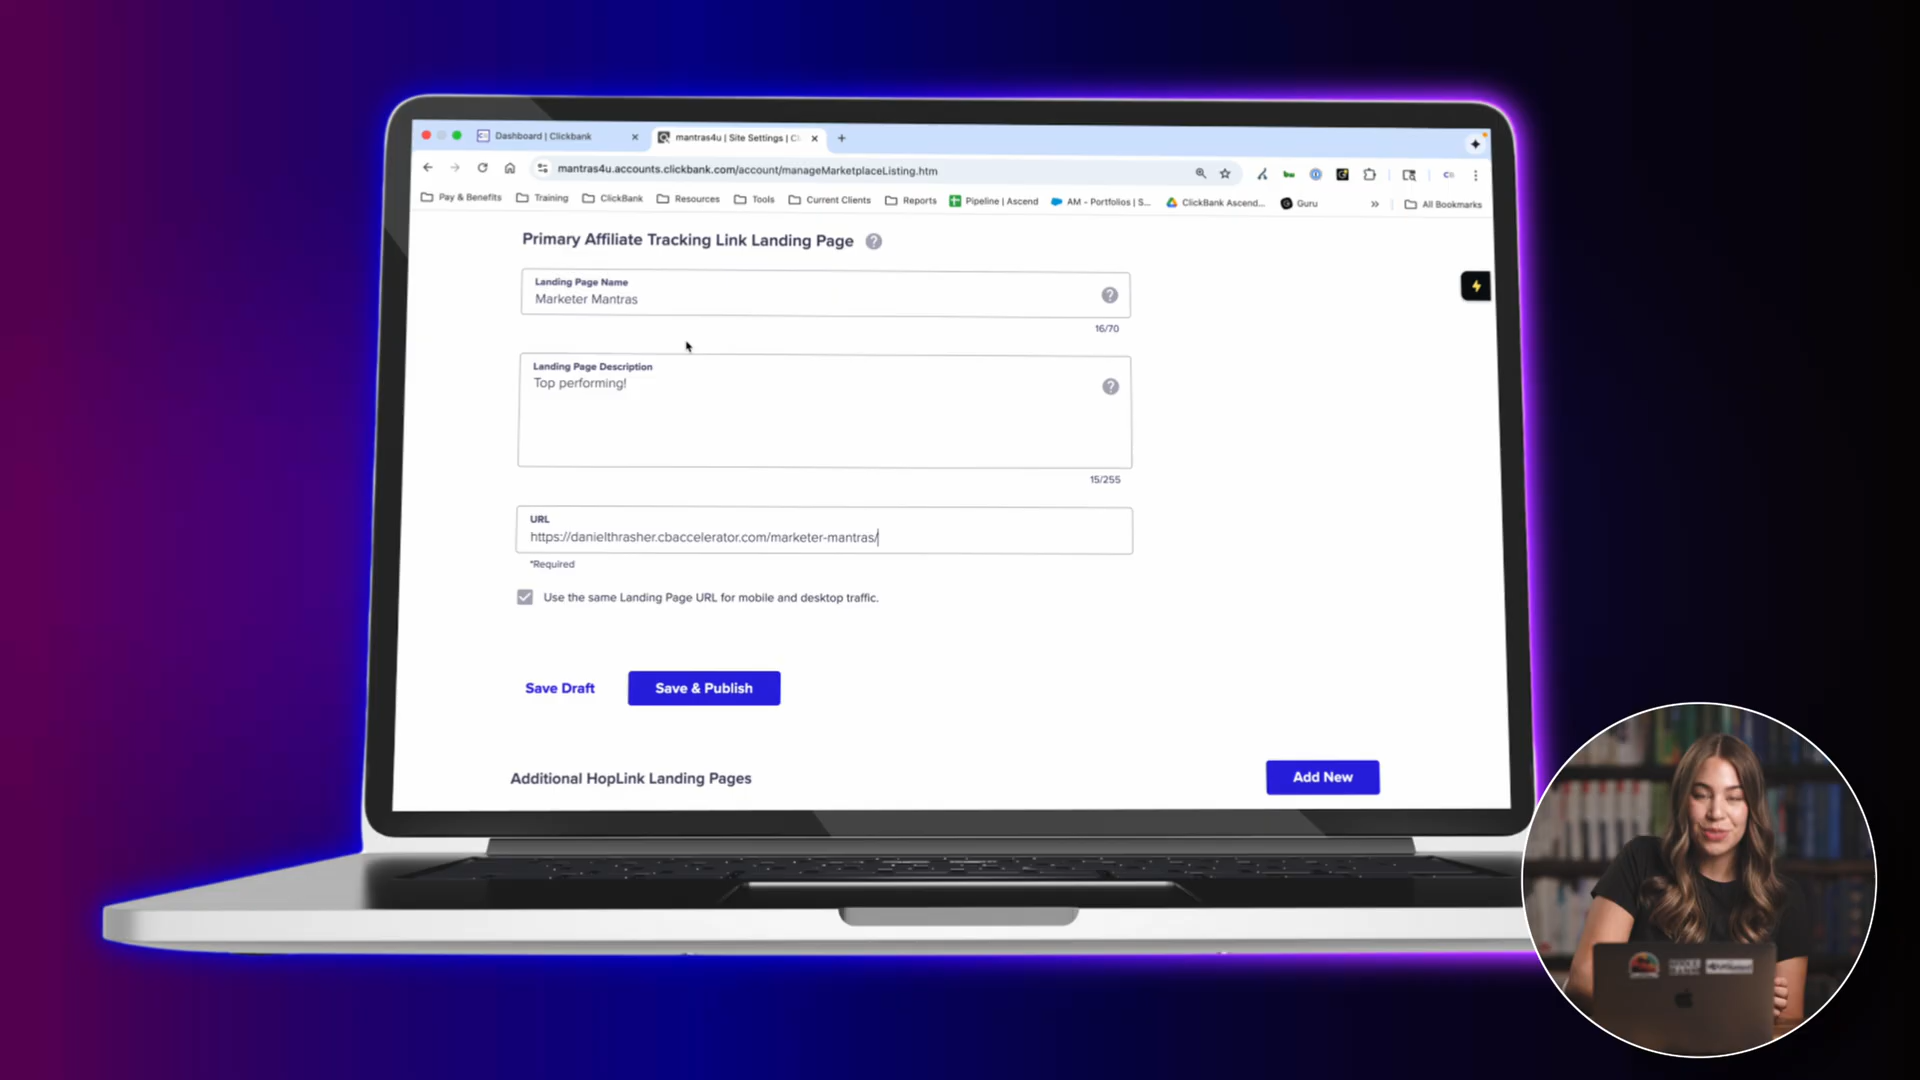 Dashboard | Clickbank
mantras4u | Site Settings | Cl
mantras4u.accounts.clickbank.com/account/manageMarketplaceListing.htm
Pay & Benefits
Training
ClickBank
Resources
Tools
Current Clients
Reports
Pipeline | Ascend
AM - Portfolios | S...
ClickBank Ascend...
Guru
All Bookmarks
Primary Affiliate Tracking Link Landing Page
Landing Page Name
Marketer Mantras
16/70
Landing Page Description
Top performing!
15/255
URL
https://danielthrasher.cbaccelerator.com/marketer-mantras/
*Required
Use the same Landing Page URL for mobile and desktop traffic.
Save Draft
Save & Publish
Additional HopLink Landing Pages
Add New